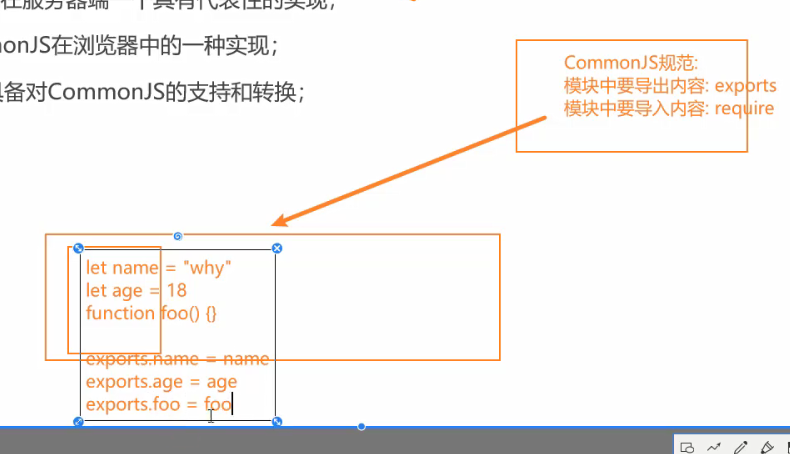 在服务器端一个具有代表性的实现；
monJS在浏览器中的一种实现；
具备对CommonJS的支持和转换；
CommonJS规范:
模块中要导出内容: exports
模块中要导入内容: require
let name = "why"
let age = 18
function foo() {}
exports.name = name
exports.age = age
exports.foo = foo